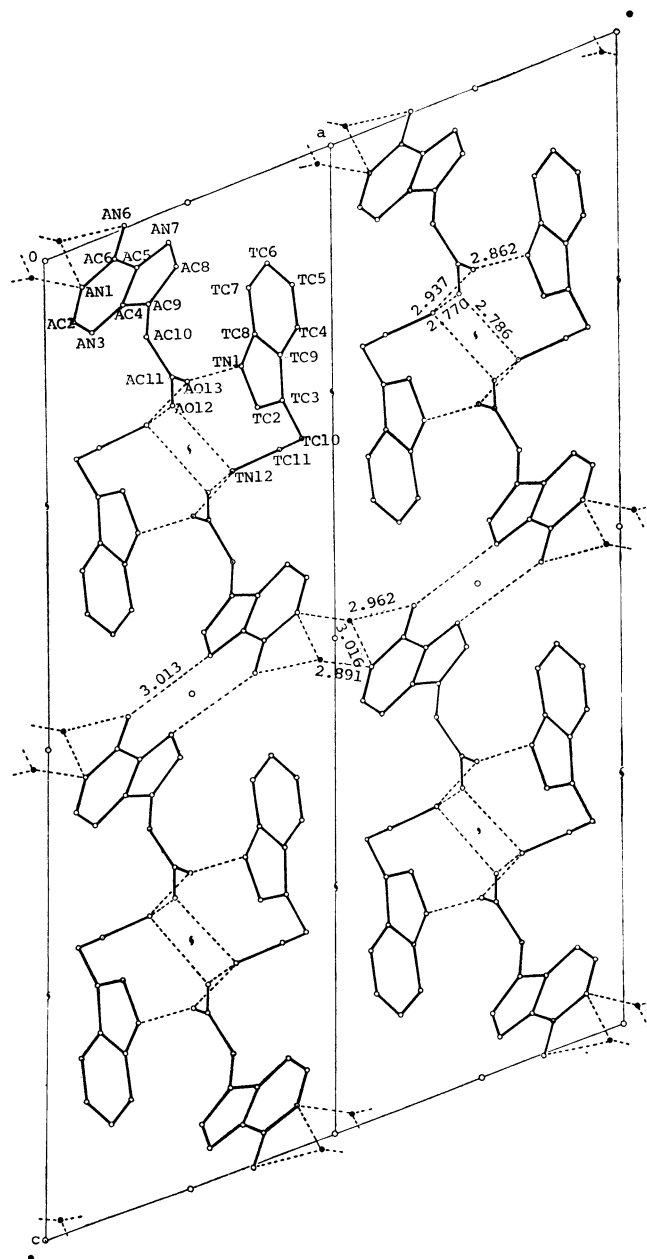 a
AN6
0
AN7
2.862
AC6
AC5
AC8
TC6
AN1
TC7
TC5
2.937
AC2
AC4
AC9
2.770
2.786
AN3
AC10
TC8
TC4
TN1
TC9
AC11
AO13
TC3
AO12
TC2
TC10
TC11
TN12
2.962
3.016
3.013
2.891
c